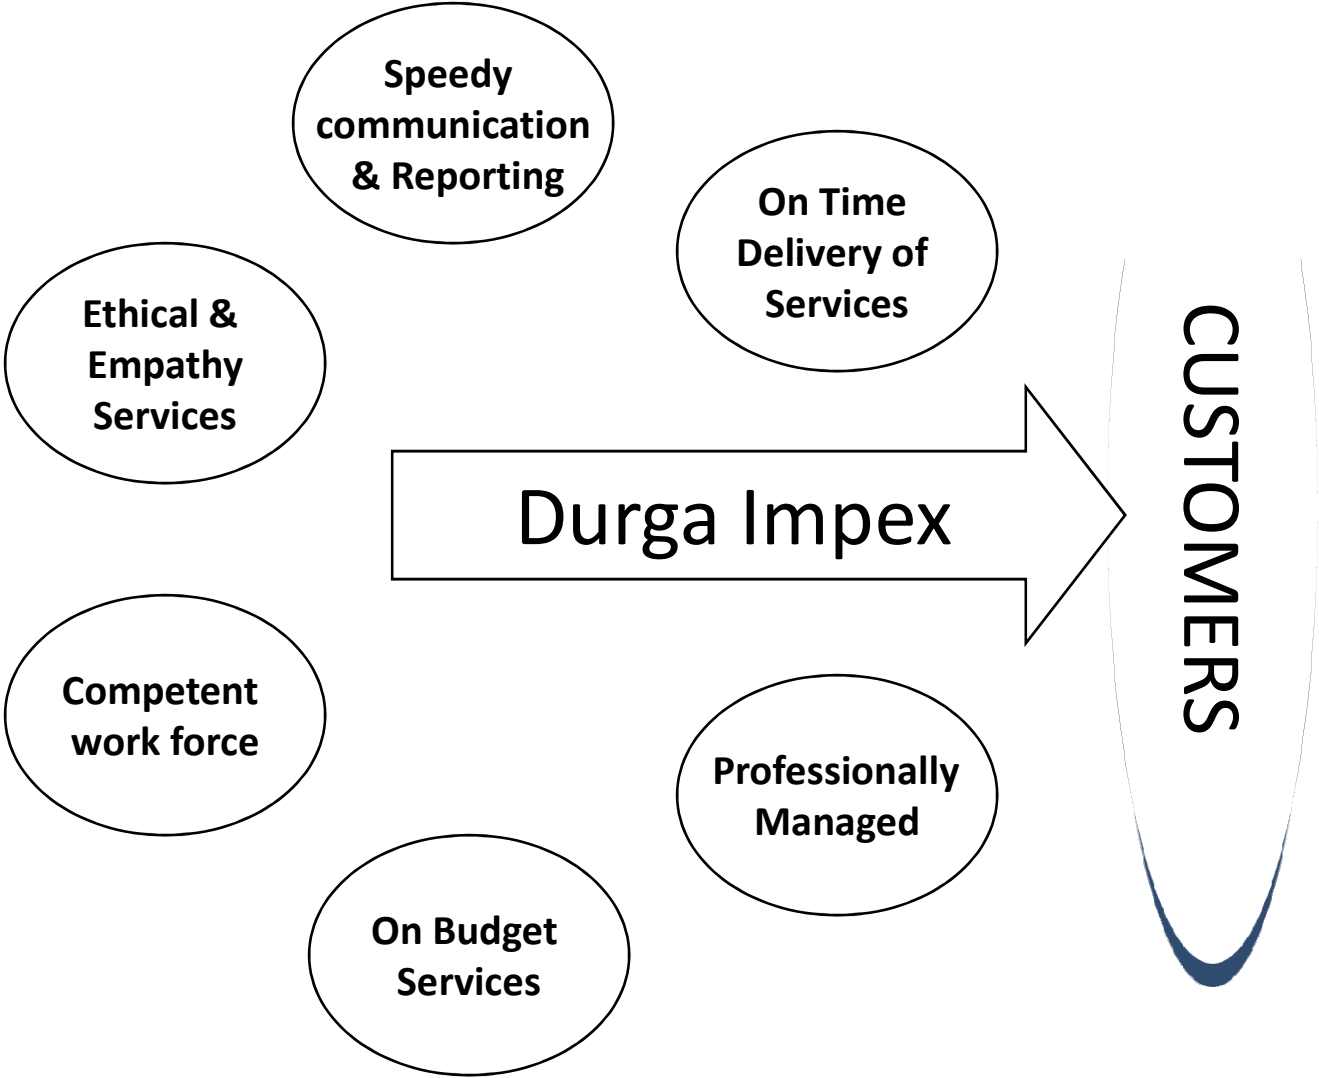 Speedy
communication
& Reporting
On Time
Delivery of
Services
Ethical &
Empathy
Services
CUSTOMERS
Durga Impex
Competent
work force
Professionally
Managed
On Budget
Services